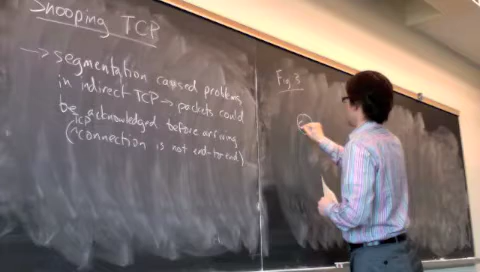 Snooping TCP
→ segmentation caused problems
in indirect TCP → packets could
be acknowledged before arriving
(TCP connection is not end-to-end)
Fig 3